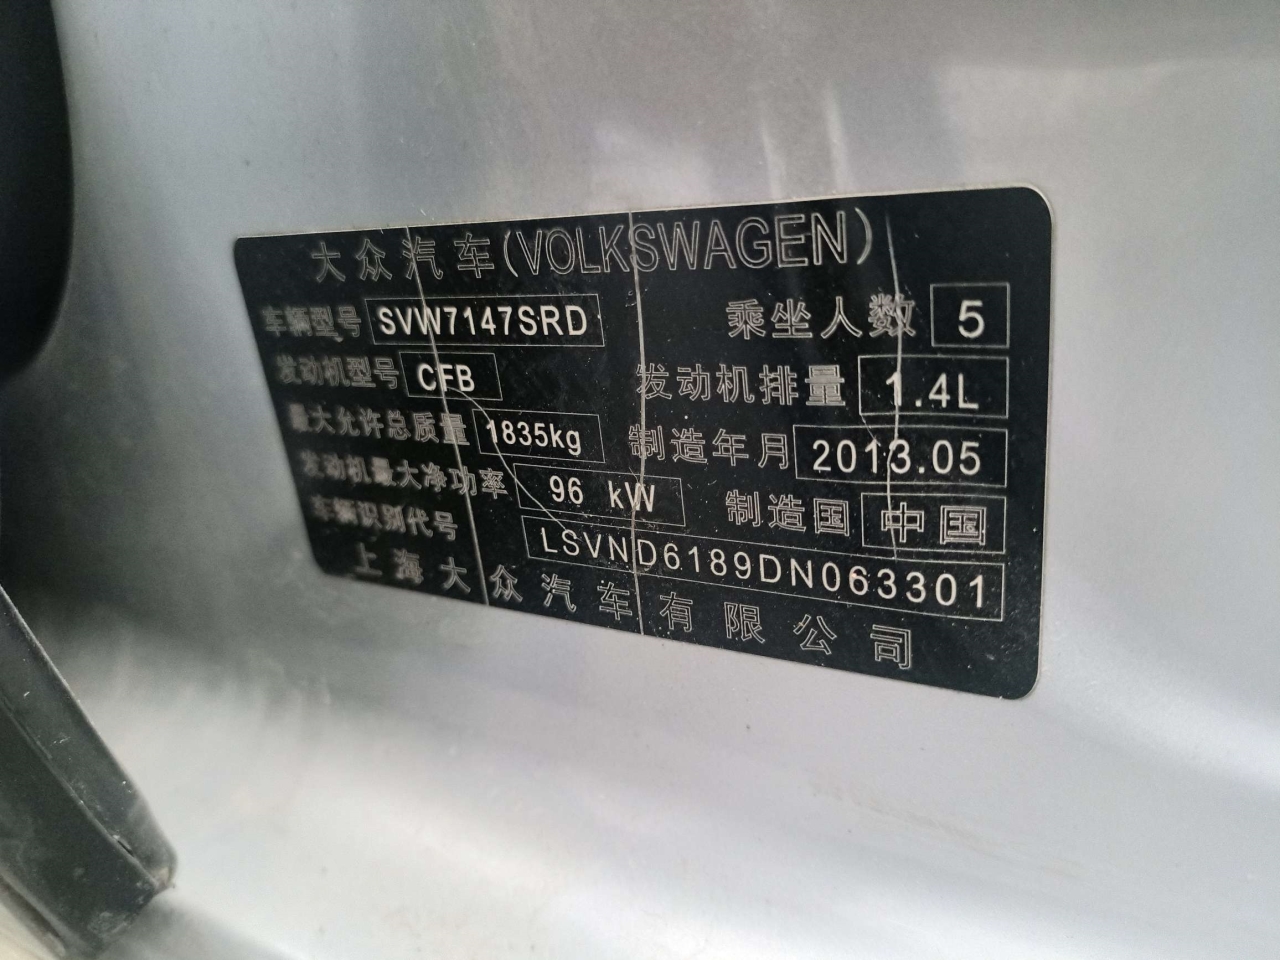 大众汽车(VOLKSWAGEN)
车辆型号 SVW7147SRD 乘坐人数 5
发动机型号 CFB 发动机排量 1.4L
最大允许总质量 1835kg 制造年月 2013.05
发动机最大净功率 96 kW 制造国 中国
车辆识别代号 LSVND6189DN063301
上海大众汽车有限公司